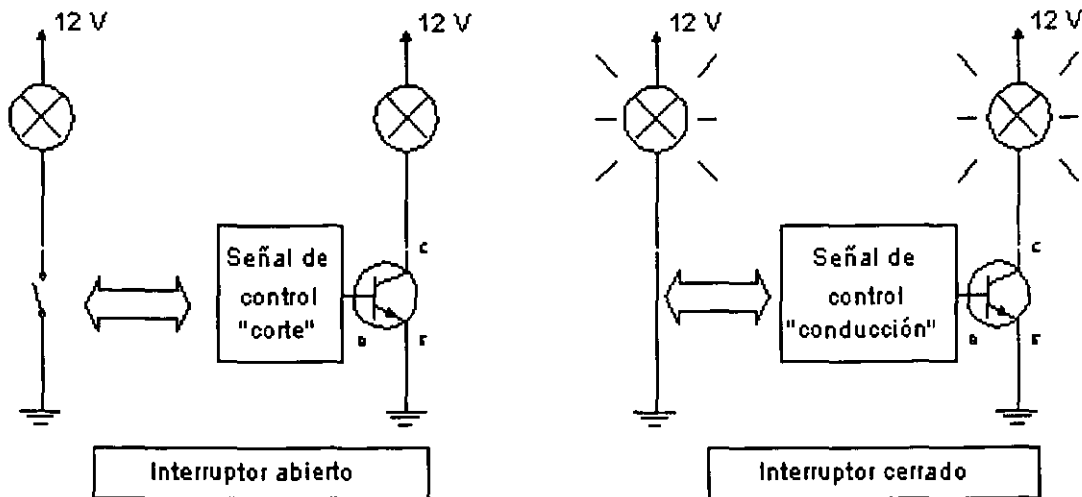 12 V
12 V
12 V
12 V
Señal de
control
"corte"
c
B
E
Señal de
control
"conducción"
c
B
E
Interruptor abierto
Interruptor cerrado